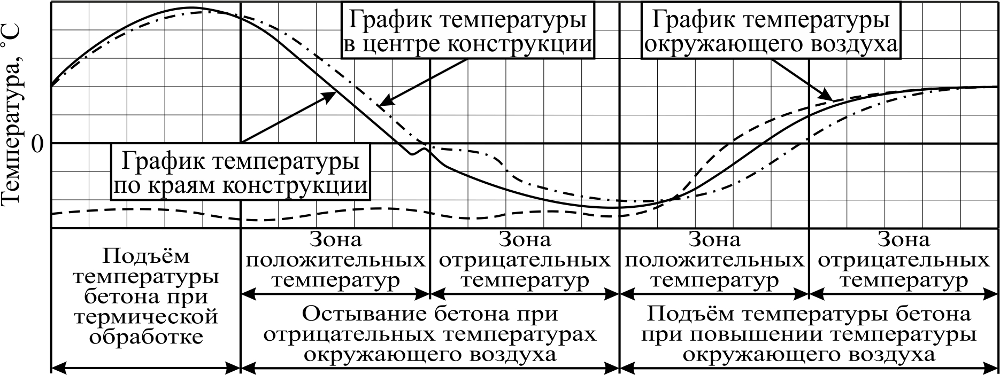 Температура, °С
График температуры
в центре конструкции
График температуры
окружающего воздуха
0
График температуры
по краям конструкции
Подъём
температуры
бетона при
термической
обработке
Зона
положительных
температур
Зона
отрицательных
температур
Зона
положительных
температур
Зона
отрицательных
температур
Остывание бетона при
отрицательных температурах
окружающего воздуха
Подъём температуры бетона
при повышении температуры
окружающего воздуха